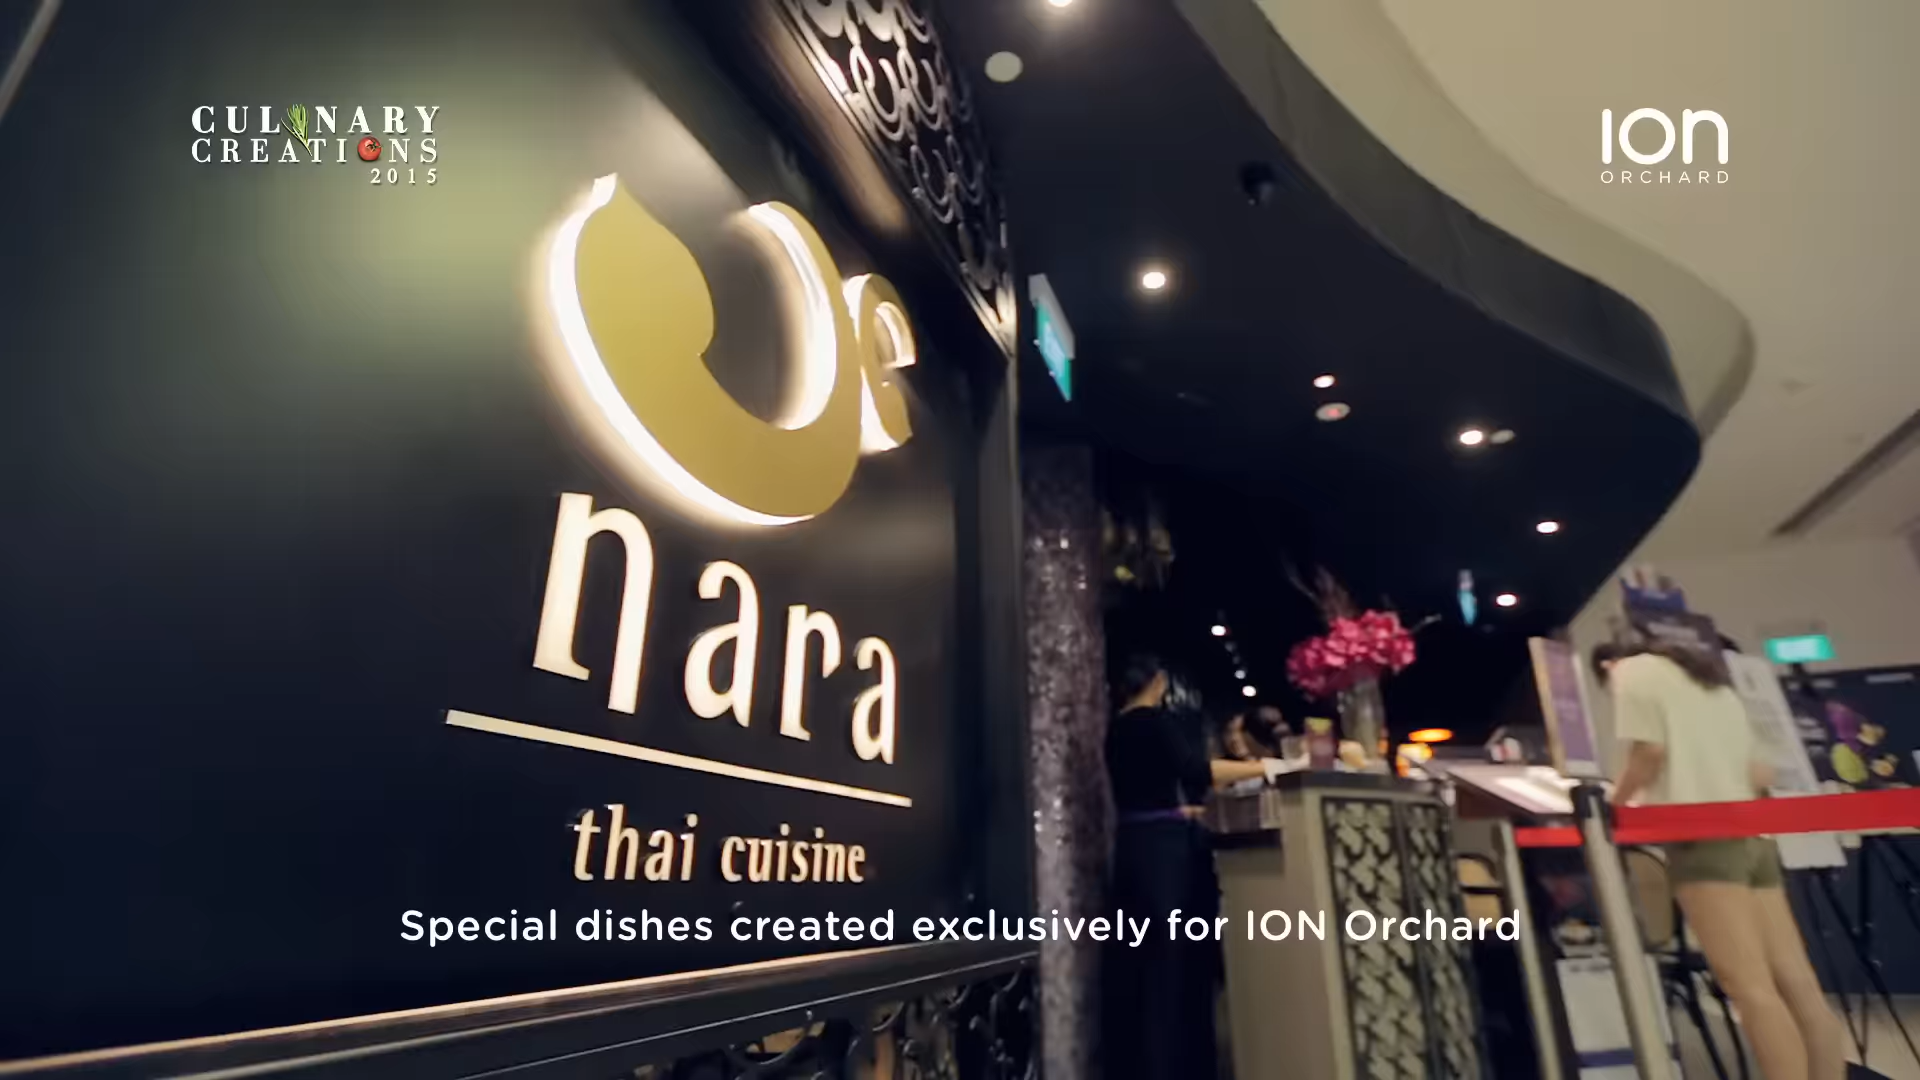 CULINARY
CREATIONS
2015
ion
ORCHARD
nara
thai cuisine
Special dishes created exclusively for ION Orchard